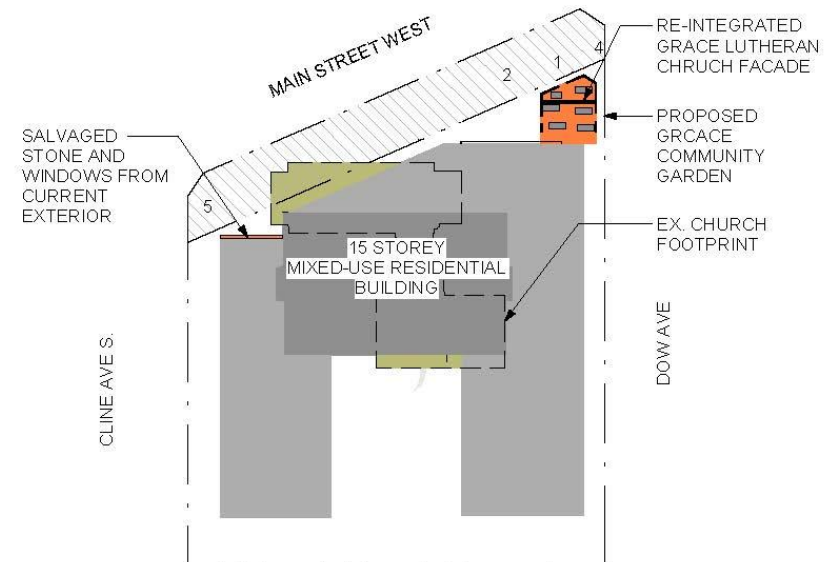 MAIN STREET WEST
RE-INTEGRATED
GRACE LUTHERAN
CHRUCH FACADE
4
1
2
PROPOSED
GRCACE
COMMUNITY
GARDEN
SALVAGED
STONE AND
WINDOWS FROM
CURRENT
EXTERIOR
5
EX. CHURCH
FOOTPRINT
15 STOREY
MIXED-USE RESIDENTIAL
BUILDING
CLINE AVE S.
DOW AVE